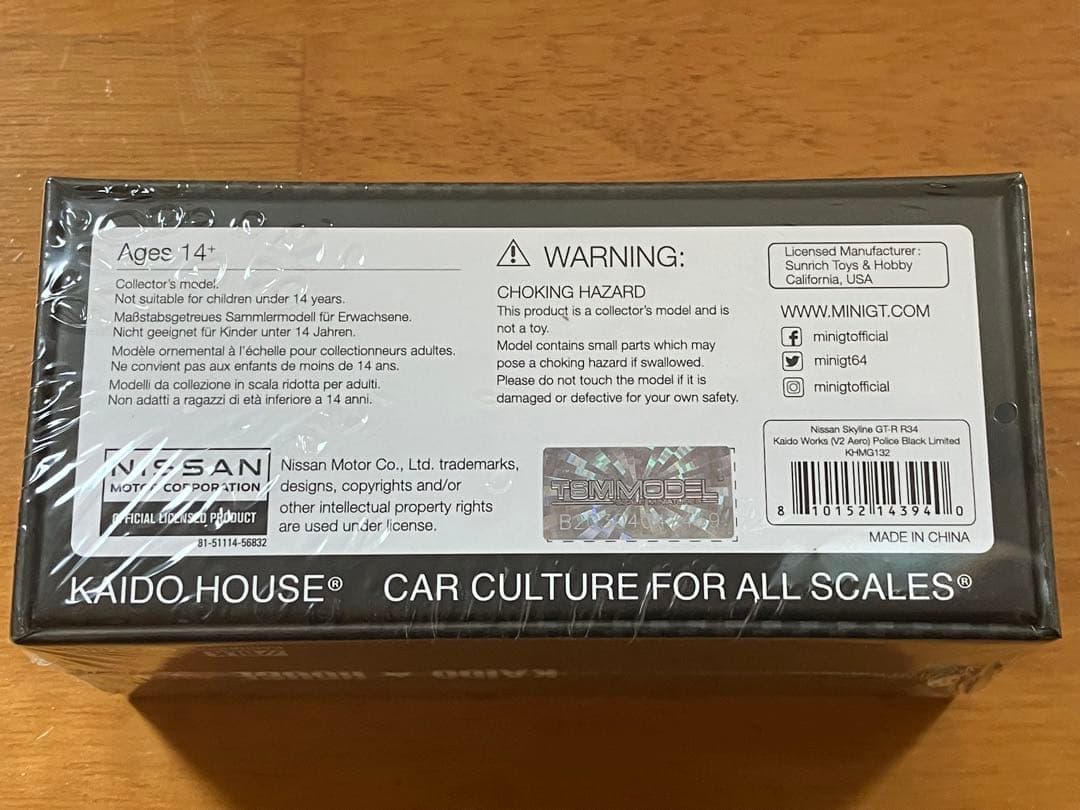 Ages 14+
Collector's model.
Not suitable for children under 14 years.
Maßstabsgetreues Sammlermodell für Erwachsene.
Nicht geeignet für Kinder unter 14 Jahren.
Modèle ornemental à l'échelle pour collectionneurs adultes.
Ne convient pas aux enfants de moins de 14 ans.
Modelli da collezione in scala ridotta per adulti.
Non adatti a ragazzi di età inferiore a 14 anni.
NISSAN
MOTOR CORPORATION
OFFICIAL LICENSED PRODUCT
81-51114-56832
Nissan Motor Co., Ltd. trademarks,
designs, copyrights and/or
other intellectual property rights
are used under license.
WARNING:
CHOKING HAZARD
This product is a collector's model and is
not a toy.
Model contains small parts which may
pose a choking hazard if swallowed.
Please do not touch the model if it is
damaged or defective for your own safety.
TSMMODEL
Licensed Manufacturer:
Sunrich Toys & Hobby
California, USA
WWW.MINIGT.COM
minigtofficial
minigt64
minigtofficial
Nissan Skyline GT-R R34
Kaido Works (V2 Aero) Police Black Limited
KHMG132
8 10152 14394 0
MADE IN CHINA
KAIDO HOUSE® CAR CULTURE FOR ALL SCALES®